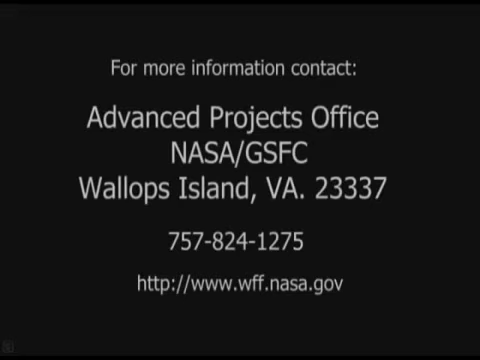 For more information contact:
Advanced Projects Office
NASA/GSFC
Wallops Island, VA. 23337
757-824-1275
http://www.wff.nasa.gov